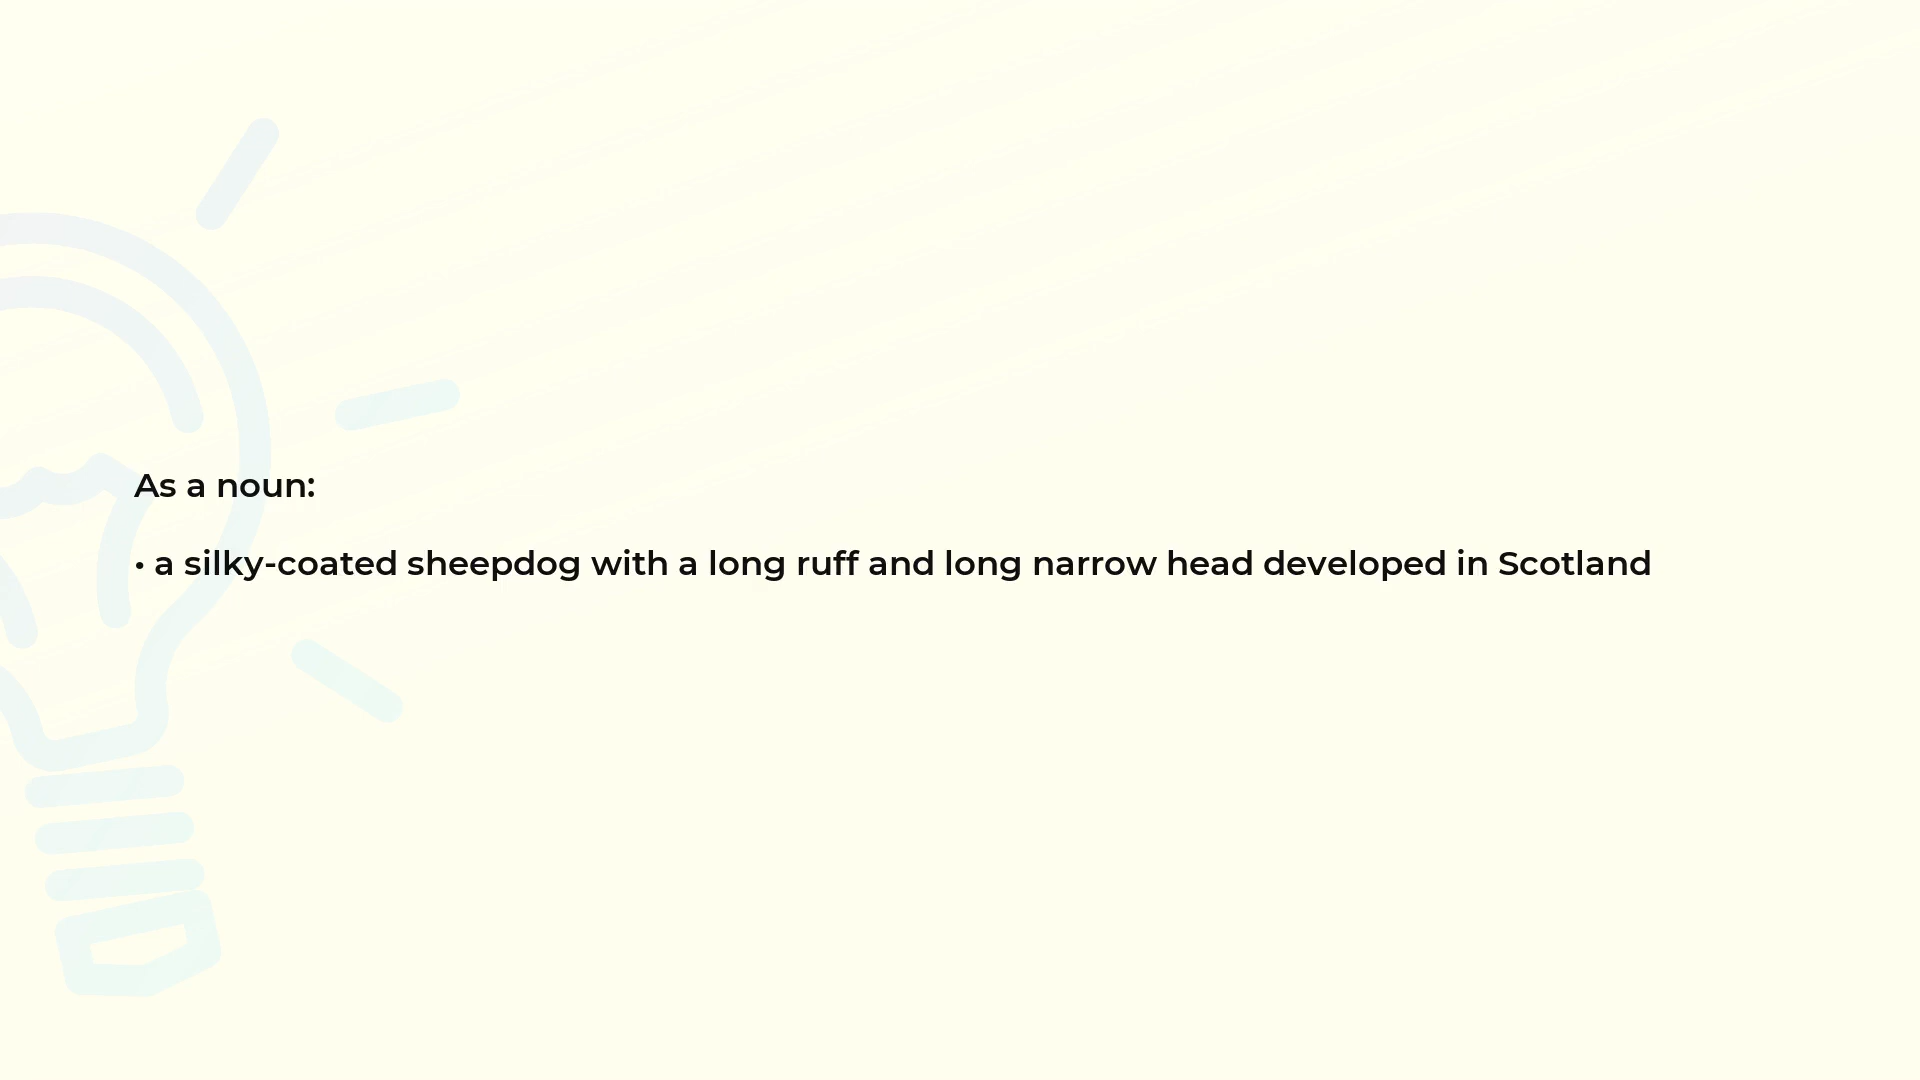 As a noun:
• a silky-coated sheepdog with a long ruff and long narrow head developed in Scotland